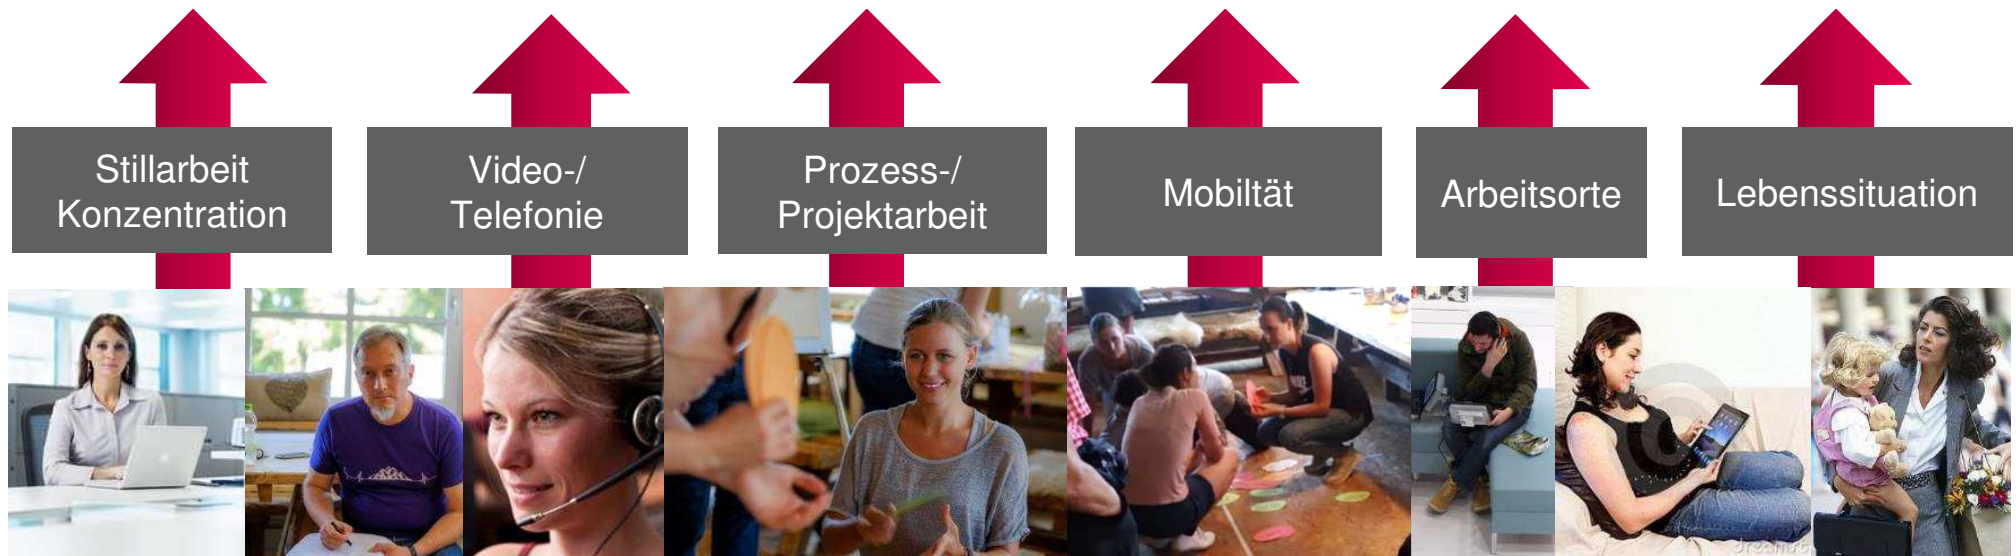 Stillarbeit
Konzentration
Video-/
Telefonie
Prozess-/
Projektarbeit
Mobiltät
Arbeitsorte
Lebenssituation